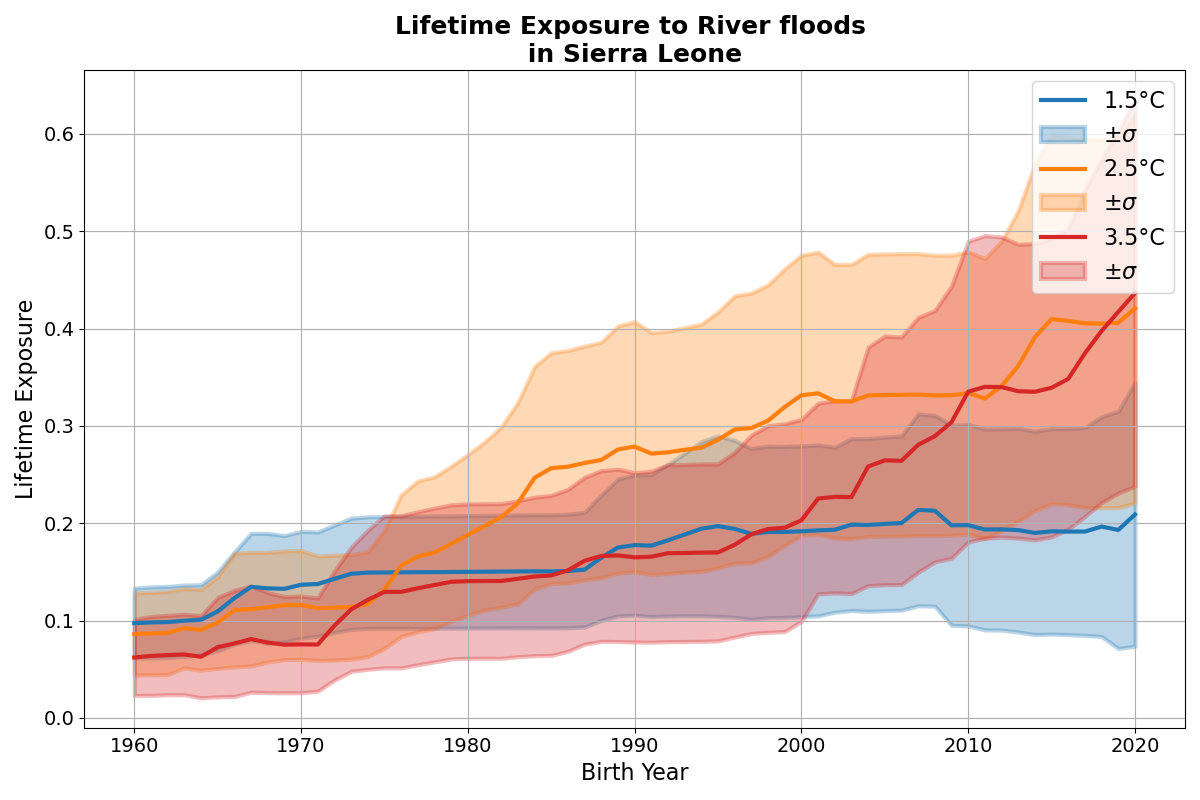 Lifetime Exposure to River floods
in Sierra Leone
1.5°C
±σ
2.5°C
±σ
3.5°C
±σ
0.6
0.5
0.4
0.3
0.2
0.1
0.0
Lifetime Exposure
1960 1970 1980 1990 2000 2010 2020
Birth Year